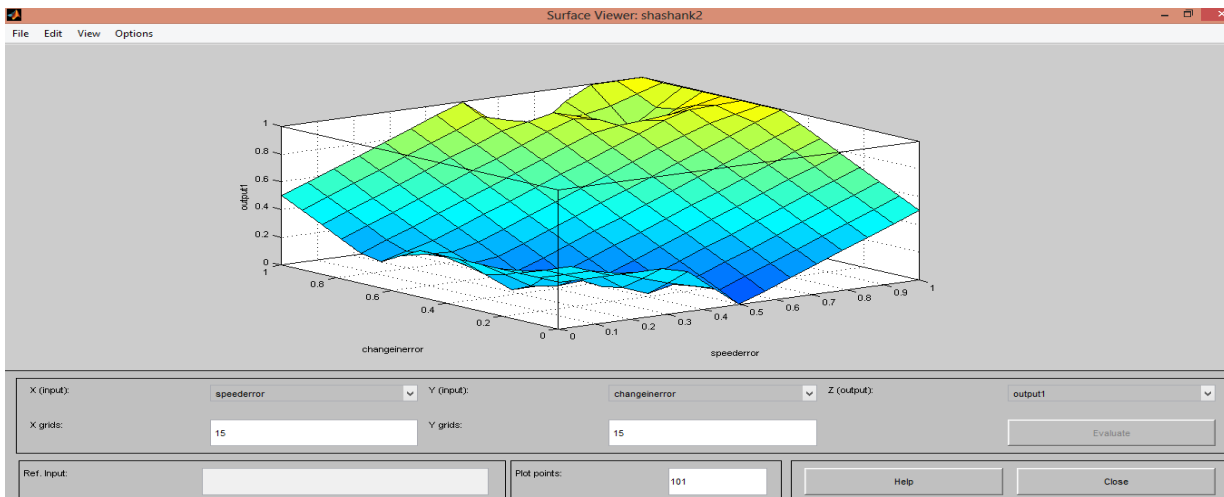 Surface Viewer: shashank2
File Edit View Options
output1
1
0.8
0.6
0.4
0.2
0
1
0.8
0.6
0.4
0.2
0
changeinerror
0
0.1
0.2
0.3
0.4
0.5
0.6
0.7
0.8
0.9
1
speederror
X (input): speederror Y (input): changeinerror Z (output): output1
X grids: 15 Y grids: 15 Evaluate
Ref. Input: Plot points: 101 Help Close